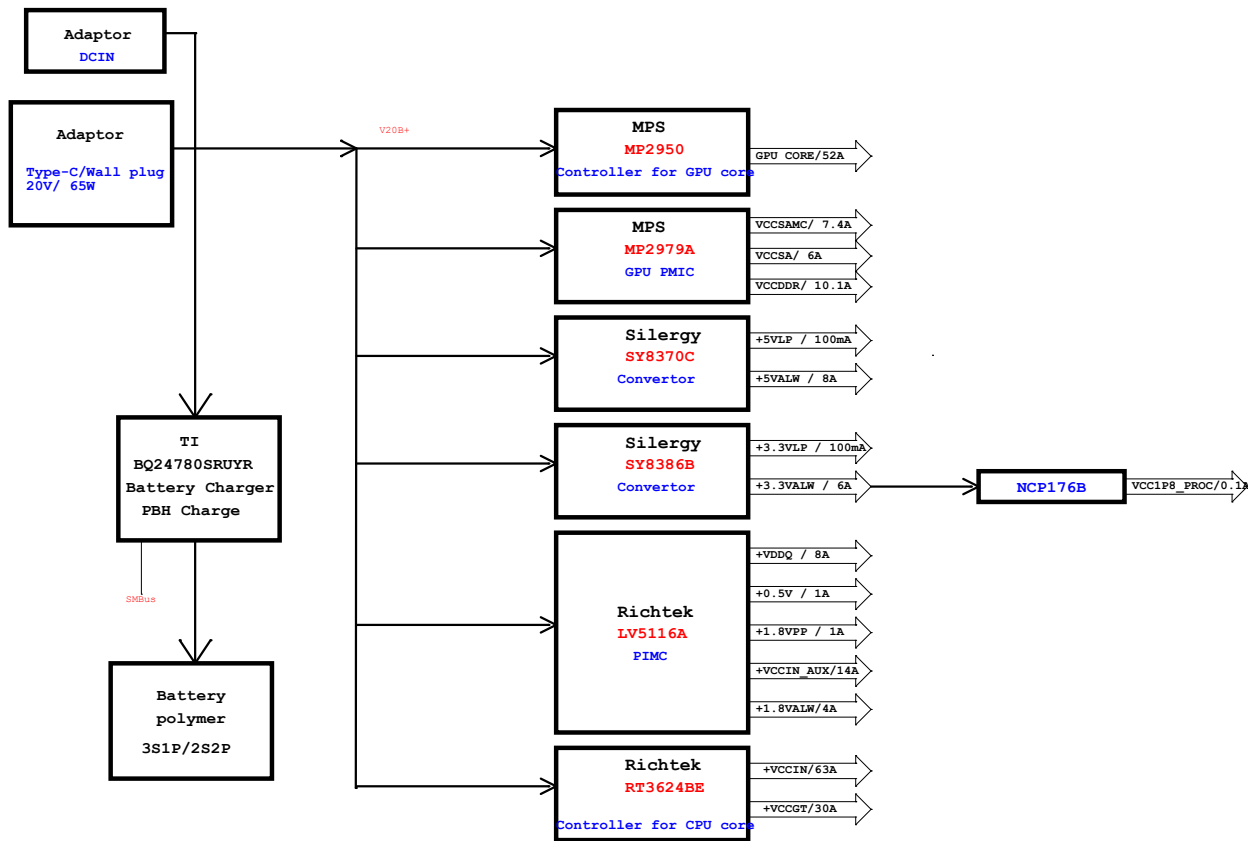 Adaptor
DCIN
Adaptor
Type-C/Wall plug
20V/ 65W
V20B+
MPS
MP2950
Controller for GPU core
GPU CORE/52A
MPS
MP2979A
GPU PMIC
VCCSAMC/ 7.4A
VCCSA/ 6A
VCCDDR/ 10.1A
Silergy
SY8370C
Convertor
+5VLP / 100mA
+5VALW / 8A
TI
BQ24780SRUYR
Battery Charger
PBH Charge
SMBus
Silergy
SY8386B
Convertor
+3.3VLP / 100mA
+3.3VALW / 6A
NCP176B
VCC1P8_PROC/0.1A
Richtek
LV5116A
PIMC
+VDDQ / 8A
+0.5V / 1A
+1.8VPP / 1A
+VCCIN_AUX/14A
+1.8VALW/4A
Battery
polymer
3S1P/2S2P
Richtek
RT3624BE
Controller for CPU core
+VCCIN/63A
+VCCGT/30A